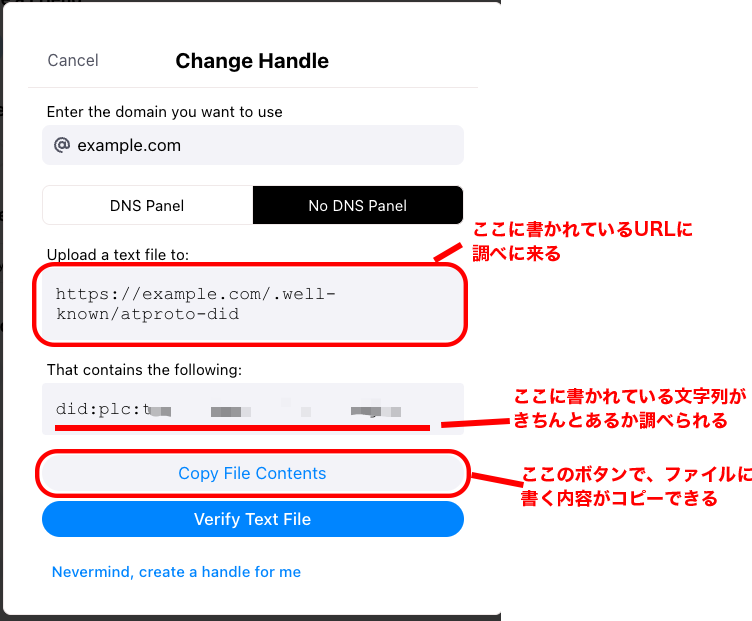 Cancel
Change Handle
Enter the domain you want to use
@ example.com
DNS Panel
No DNS Panel
ここに書かれているURLに
調べに来る
Upload a text file to:
https://example.com/.well-
known/atproto-did
That contains the following:
ここに書かれている文字列が
きちんとあるか調べられる
did:plc:t
Copy File Contents
ここのボタンで、ファイルに
書く内容がコピーできる
Verify Text File
Nevermind, create a handle for me